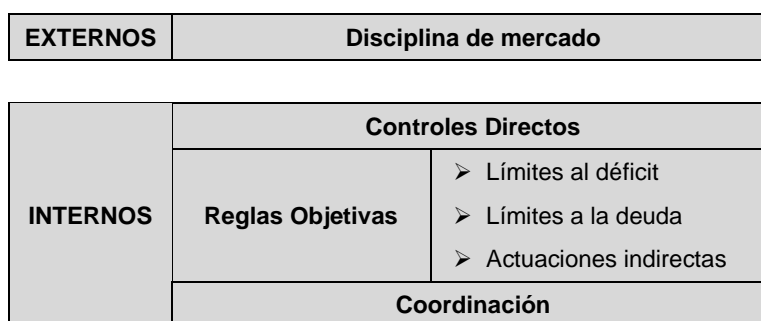 EXTERNOS Disciplina de mercado
Controles Directos
INTERNOS
Reglas Objetivas
➢ Límites al déficit
➢ Límites a la deuda
➢ Actuaciones indirectas
Coordinación